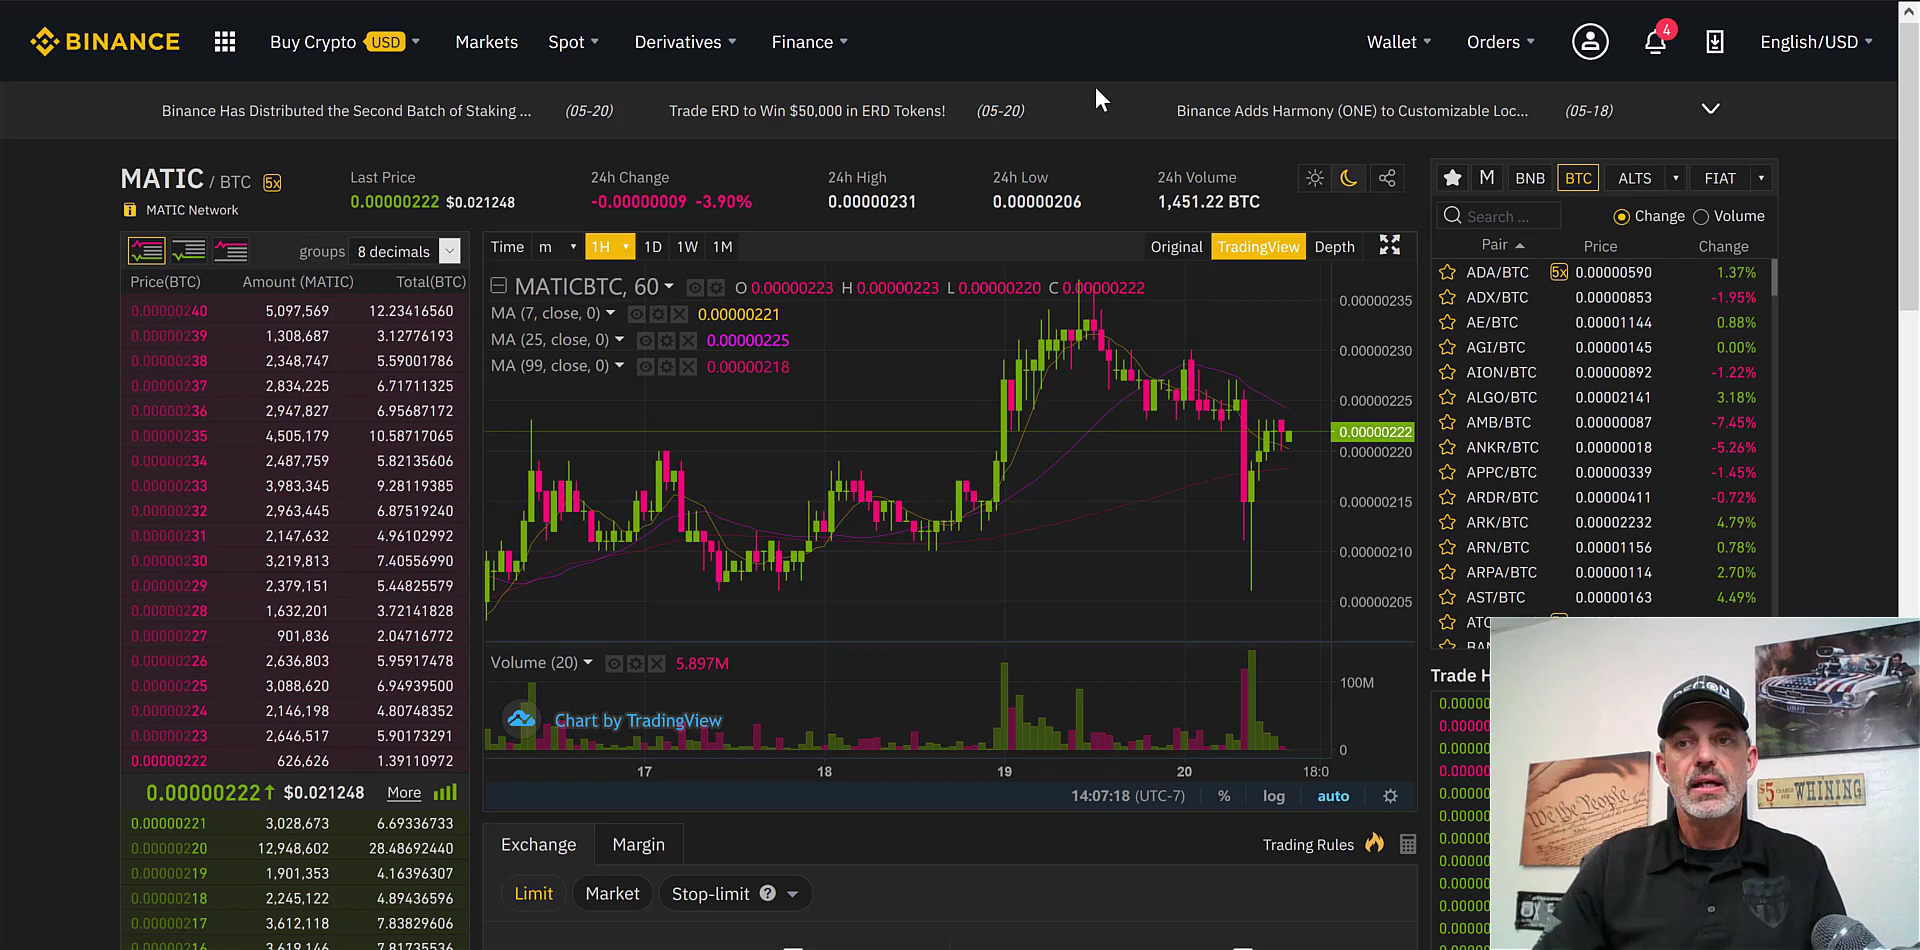 BINANCE Buy Crypto USD Markets Spot Derivatives Finance Wallet Orders 4 English/USD
Binance Has Distributed the Second Batch of Staking ... (05-20) Trade ERD to Win $50,000 in ERD Tokens! (05-20) Binance Adds Harmony (ONE) to Customizable Loc... (05-18)
MATIC / BTC 5x
MATIC Network
Last Price
0.00000222 $0.021248
24h Change
-0.00000009 -3.90%
24h High
0.00000231
24h Low
0.00000206
24h Volume
1,451.22 BTC
groups 8 decimals
Price(BTC) Amount (MATIC) Total(BTC)
0.00000240 5,097,569 12.23416560
0.00000239 1,308,687 3.12776193
0.00000238 2,348,747 5.59001786
0.00000237 2,834,225 6.71711325
0.00000236 2,947,827 6.95687172
0.00000235 4,505,179 10.58717065
0.00000234 2,487,759 5.82135606
0.00000233 3,983,345 9.28119385
0.00000232 2,963,445 6.87519240
0.00000231 2,147,632 4.96102992
0.00000230 3,219,813 7.40556990
0.00000229 2,379,151 5.44825579
0.00000228 1,632,201 3.72141828
0.00000227 901,836 2.04716772
0.00000226 2,636,803 5.95917478
0.00000225 3,088,620 6.94939500
0.00000224 2,146,198 4.80748352
0.00000223 2,646,517 5.90173291
0.00000222 626,626 1.39110972
0.00000222↑ $0.021248 More
0.00000221 3,028,673 6.69336733
0.00000220 12,948,602 28.48692440
0.00000219 1,901,353 4.16396307
0.00000218 2,245,122 4.89436596
0.00000217 3,612,118 7.83829606
0.00000216 3,619,146 7.81735536
Time m 1H 1D 1W 1M Original TradingView Depth
MATICBTC, 60 O 0.00000223 H 0.00000223 L 0.00000220 C 0.00000222
MA (7, close, 0) 0.00000221
MA (25, close, 0) 0.00000225
MA (99, close, 0) 0.00000218
0.00000235
0.00000230
0.00000225
0.00000222
0.00000220
0.00000215
0.00000210
0.00000205
Volume (20) 5.897M
100M
0
Chart by TradingView
17 18 19 20 18:0
14:07:18 (UTC-7) % log auto
Exchange Margin Trading Rules
Limit Market Stop-limit ?
M BNB BTC ALTS FIAT
Search ... Change Volume
Pair Price Change
ADA/BTC 5x 0.00000590 1.37%
ADX/BTC 0.00000853 -1.95%
AE/BTC 0.00001144 0.88%
AGI/BTC 0.00000145 0.00%
AION/BTC 0.00000892 -1.22%
ALGO/BTC 0.00002141 3.18%
AMB/BTC 0.00000087 -7.45%
ANKR/BTC 0.00000018 -5.26%
APPC/BTC 0.00000339 -1.45%
ARDR/BTC 0.00000411 -0.72%
ARK/BTC 0.00002232 4.79%
ARN/BTC 0.00001156 0.78%
ARPA/BTC 0.00000114 2.70%
AST/BTC 0.00000163 4.49%
Trade H
We the People
$5 WHINING